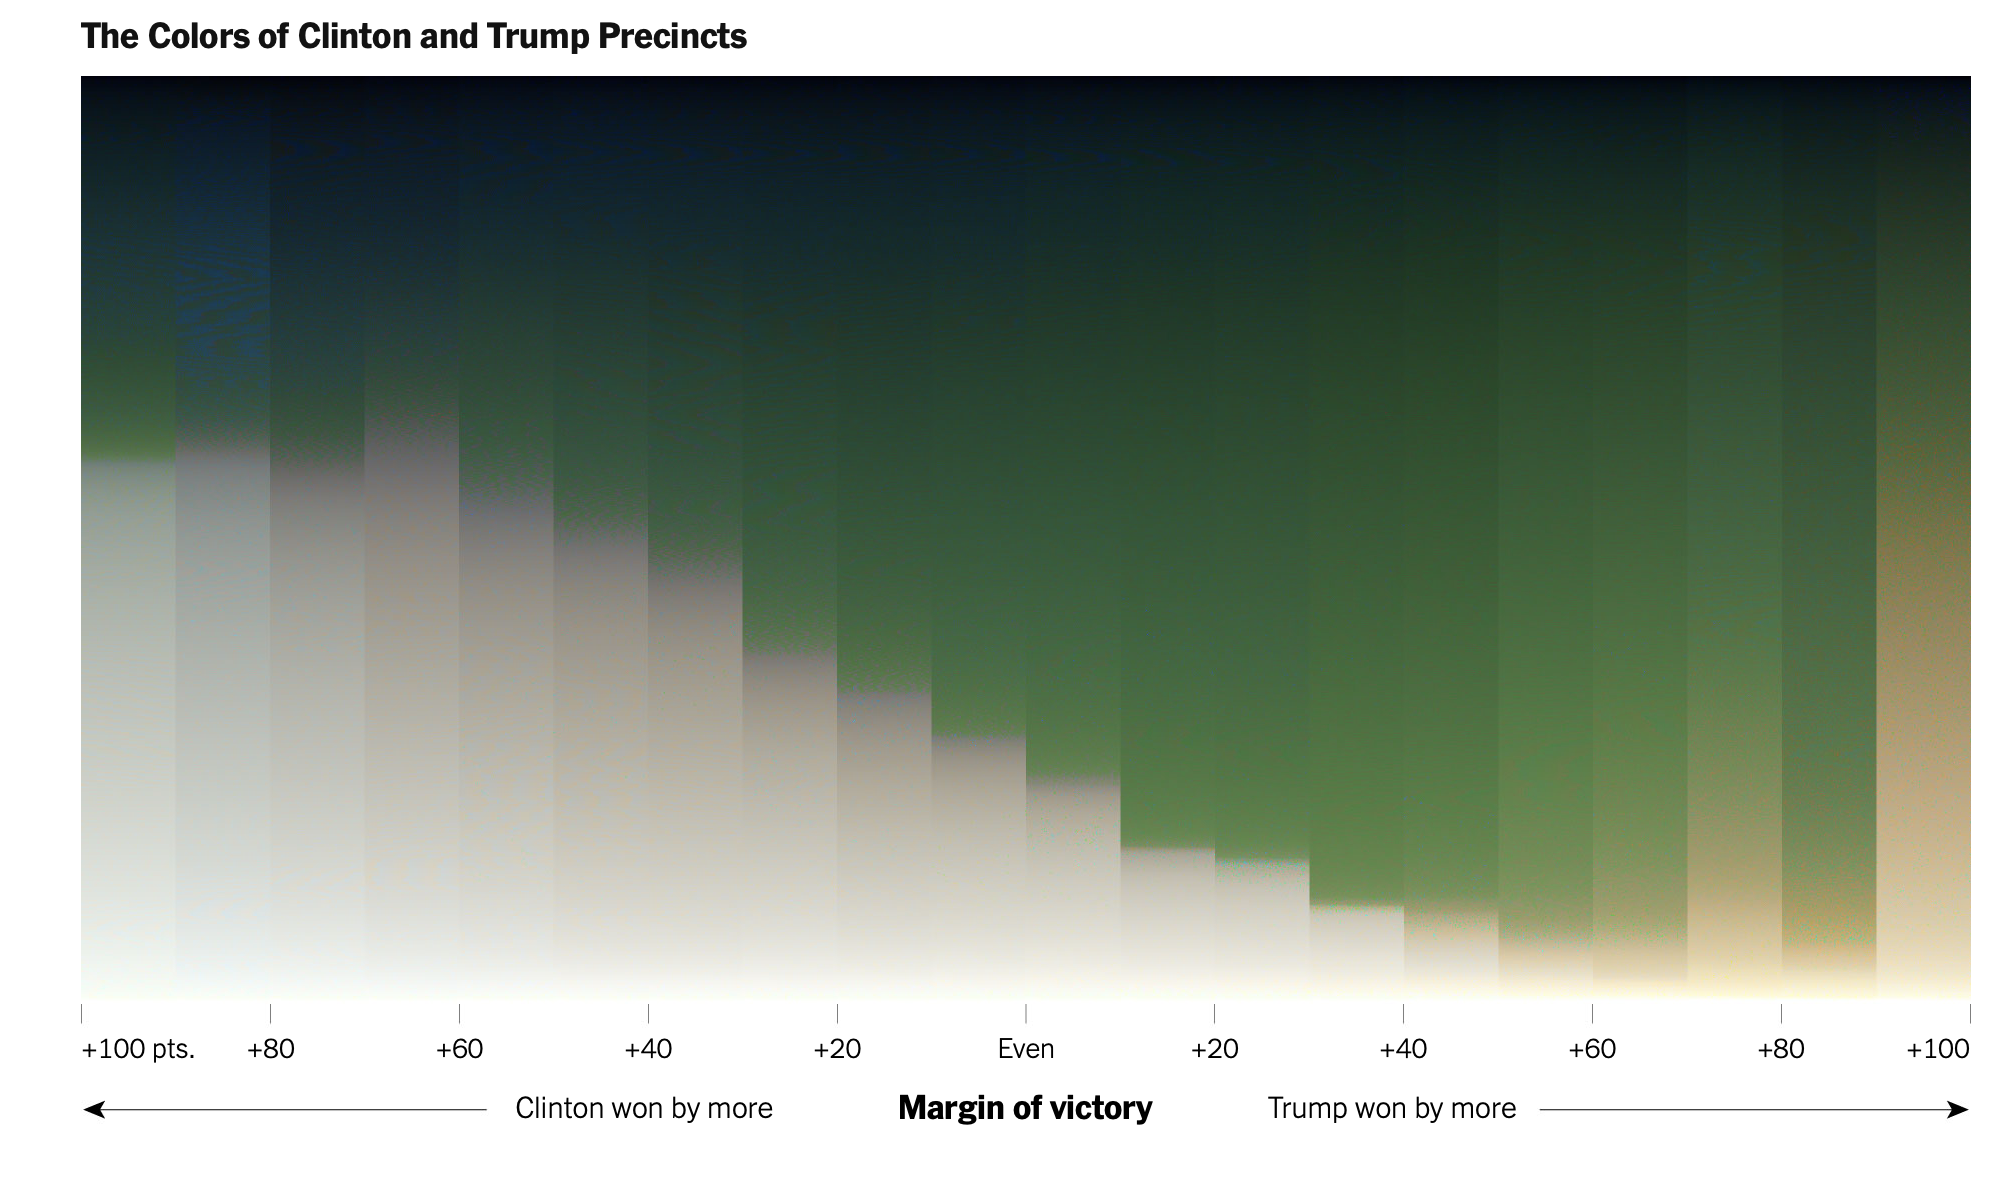 The Colors of Clinton and Trump Precincts
+100 pts. +80 +60 +40 +20 Even +20 +40 +60 +80 +100
Clinton won by more Margin of victory Trump won by more